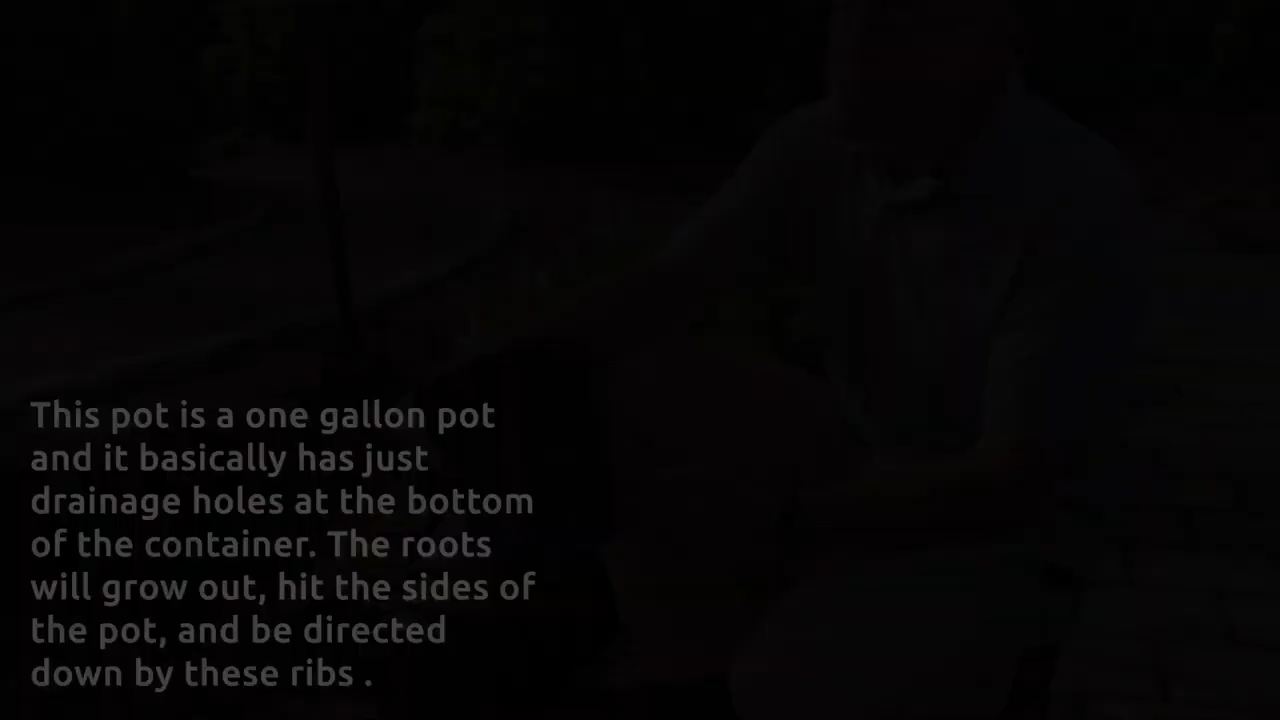 This pot is a one gallon pot
and it basically has just
drainage holes at the bottom
of the container. The roots
will grow out, hit the sides of
the pot, and be directed
down by these ribs .